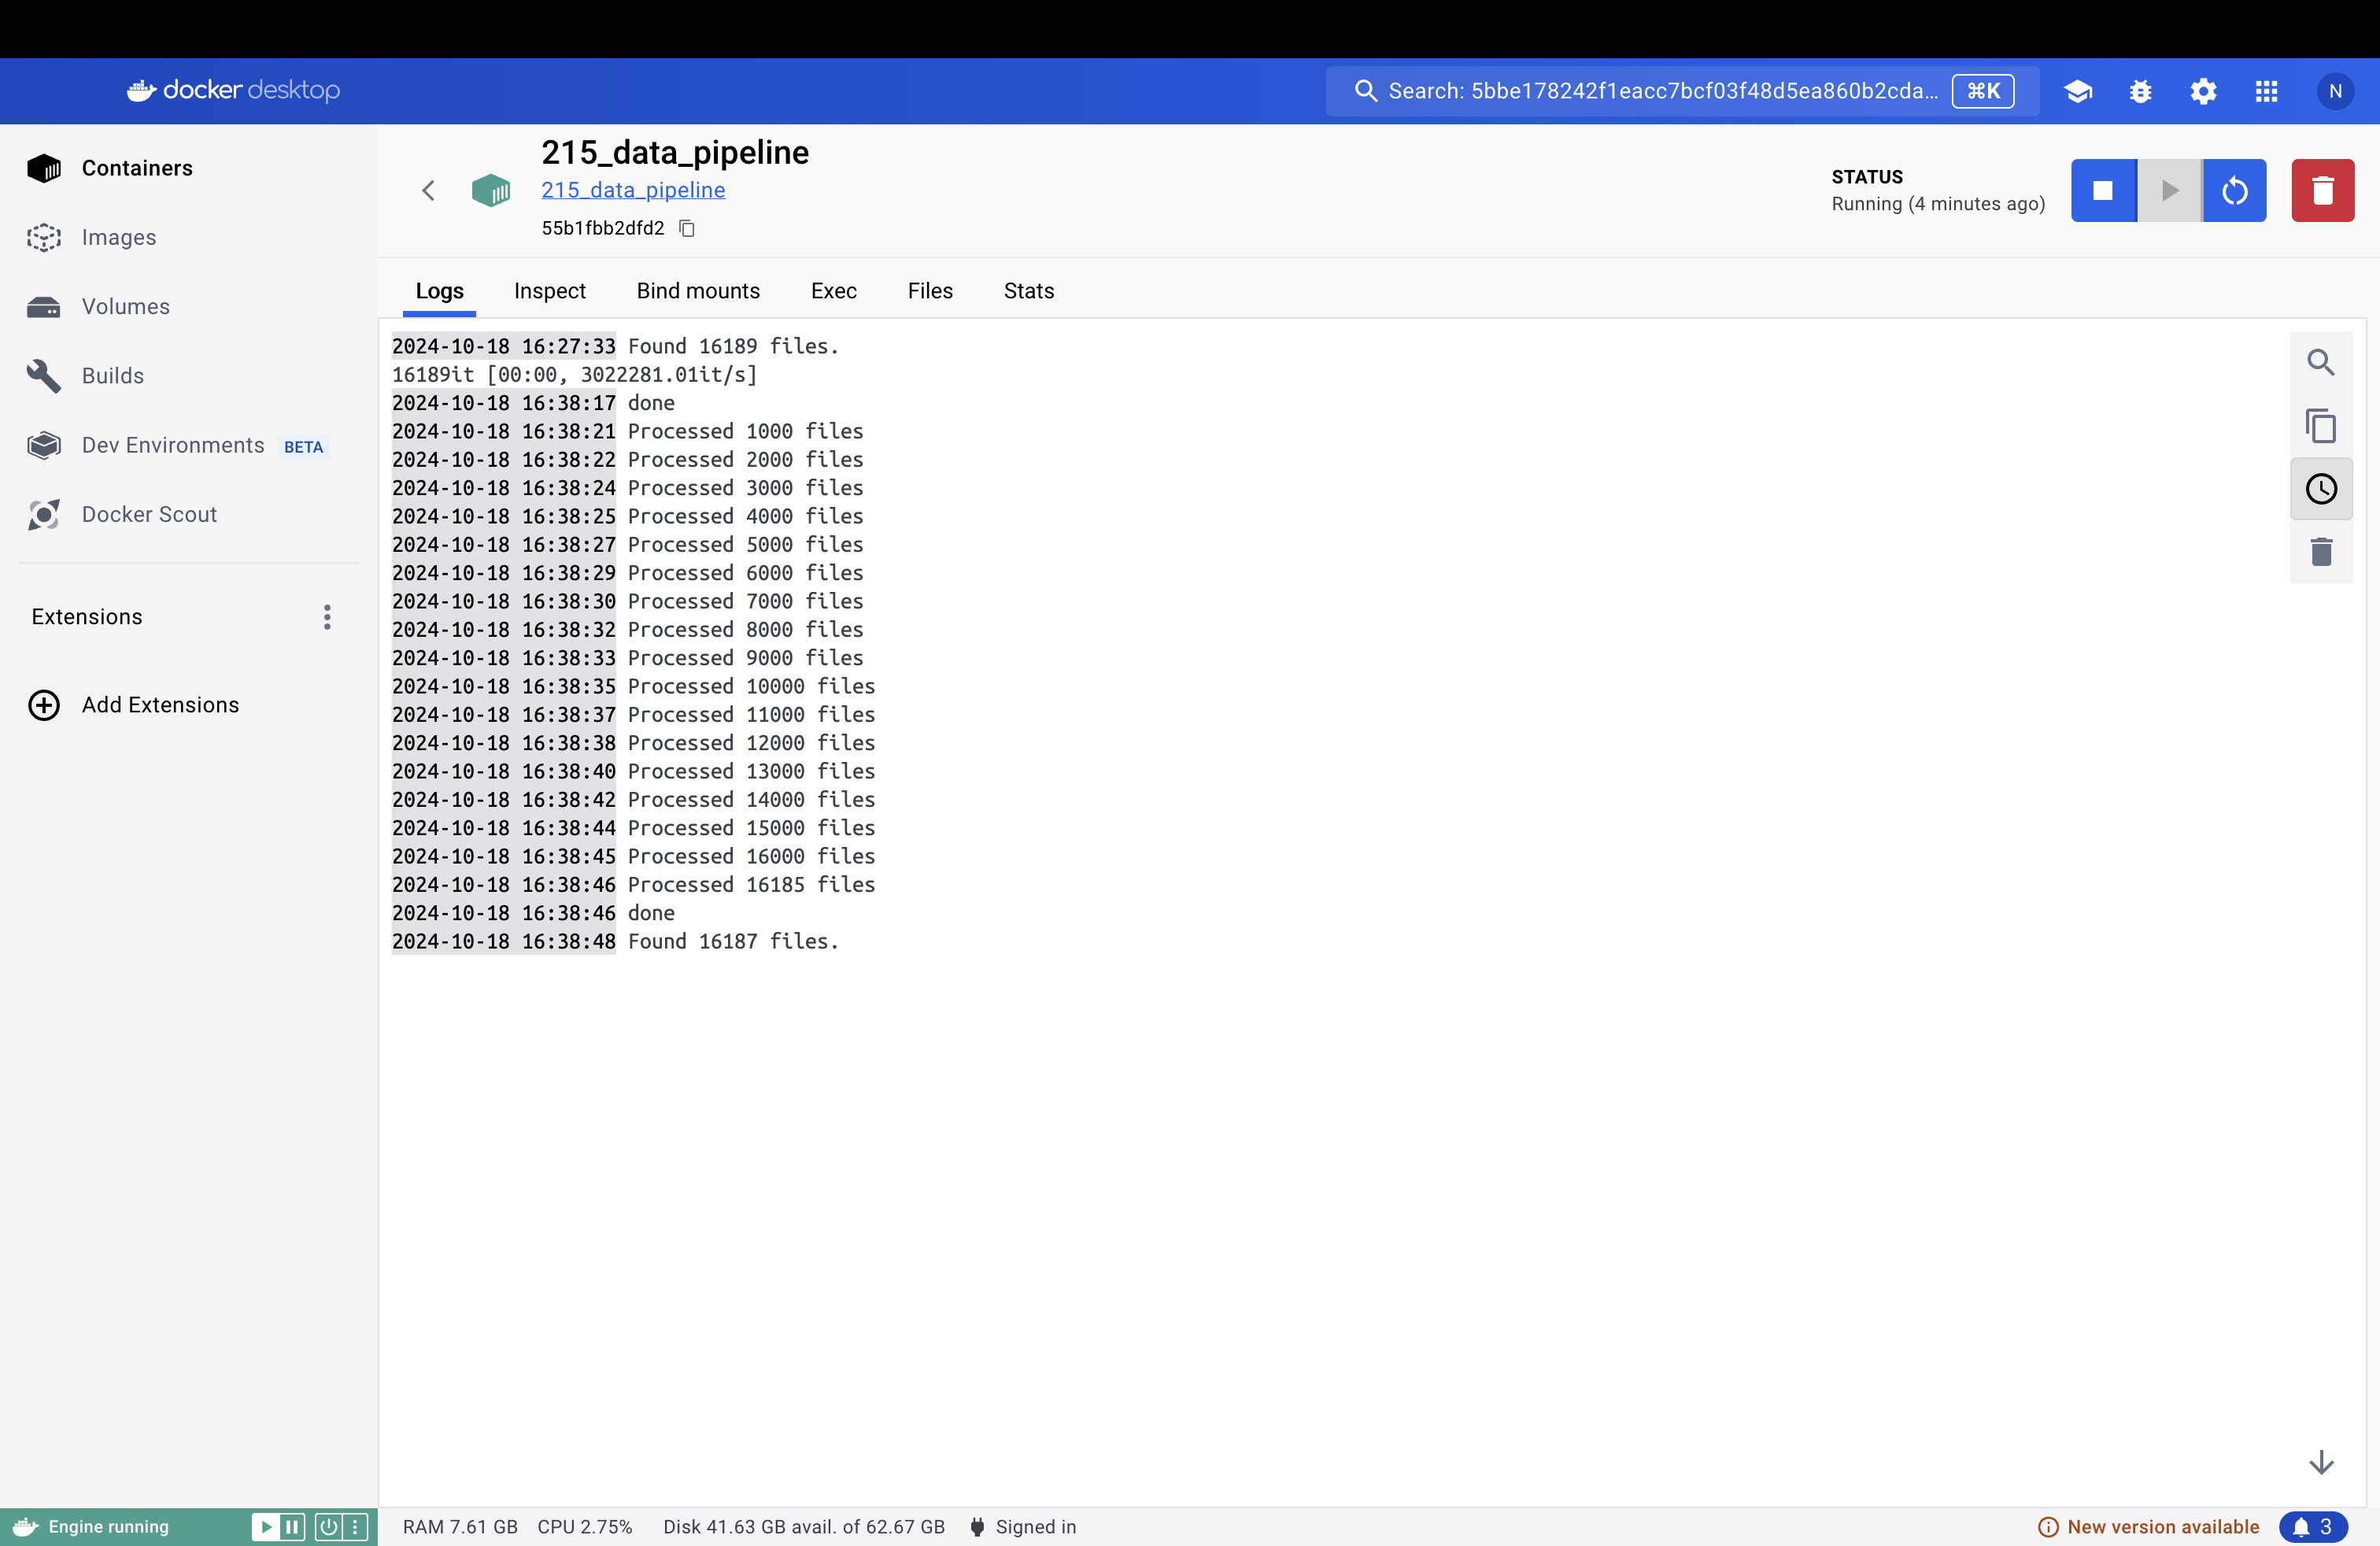 docker desktop
Search: 5bbe178242f1eacc7bcf03f48d5ea860b2cda... ⌘K
N
Containers
Images
Volumes
Builds
Dev Environments BETA
Docker Scout
Extensions
Add Extensions
215_data_pipeline
215_data_pipeline
55b1fbb2dfd2
STATUS
Running (4 minutes ago)
Logs Inspect Bind mounts Exec Files Stats
2024-10-18 16:27:33 Found 16189 files.
16189it [00:00, 3022281.01it/s]
2024-10-18 16:38:17 done
2024-10-18 16:38:21 Processed 1000 files
2024-10-18 16:38:22 Processed 2000 files
2024-10-18 16:38:24 Processed 3000 files
2024-10-18 16:38:25 Processed 4000 files
2024-10-18 16:38:27 Processed 5000 files
2024-10-18 16:38:29 Processed 6000 files
2024-10-18 16:38:30 Processed 7000 files
2024-10-18 16:38:32 Processed 8000 files
2024-10-18 16:38:33 Processed 9000 files
2024-10-18 16:38:35 Processed 10000 files
2024-10-18 16:38:37 Processed 11000 files
2024-10-18 16:38:38 Processed 12000 files
2024-10-18 16:38:40 Processed 13000 files
2024-10-18 16:38:42 Processed 14000 files
2024-10-18 16:38:44 Processed 15000 files
2024-10-18 16:38:45 Processed 16000 files
2024-10-18 16:38:46 Processed 16185 files
2024-10-18 16:38:46 done
2024-10-18 16:38:48 Found 16187 files.
Engine running
RAM 7.61 GB CPU 2.75% Disk 41.63 GB avail. of 62.67 GB Signed in
New version available
3